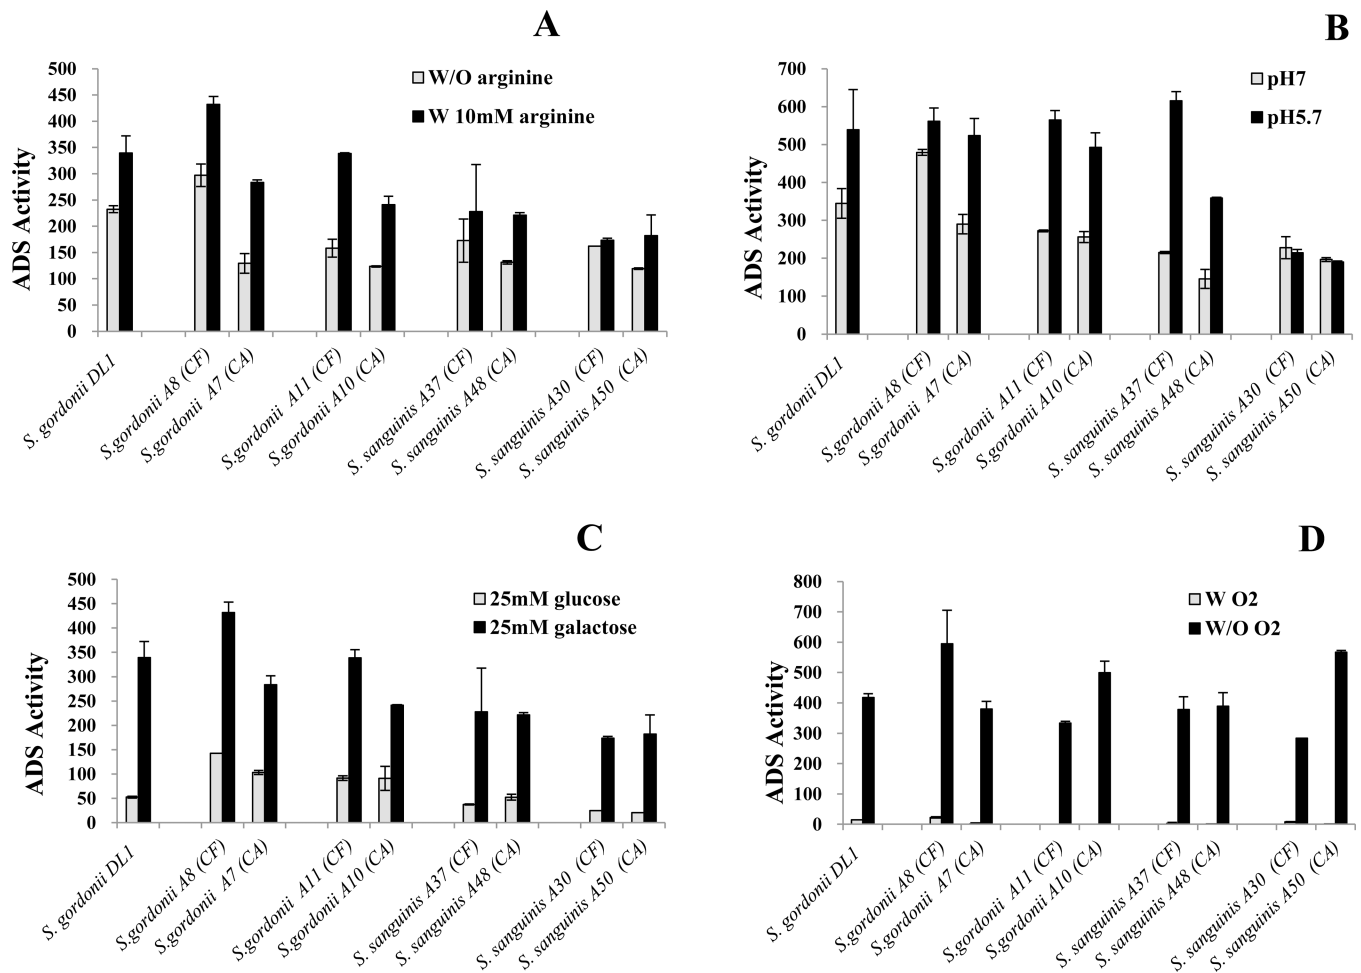 A
500
450
400
350
300
250
200
150
100
50
0
ADS Activity
W/O arginine
W 10mM arginine
S. gordonii DL1
S.gordonii A8 (CF)
S.gordonii A7 (CA)
S.gordonii A11 (CF)
S.gordonii A10 (CA)
S. sanguinis A37 (CF)
S. sanguinis A48 (CA)
S. sanguinis A30 (CF)
S. sanguinis A50 (CA)
B
700
600
500
400
300
200
100
0
ADS Activity
pH7
pH5.7
S. gordonii DL1
S.gordonii A8 (CF)
S.gordonii A7 (CA)
S.gordonii A11 (CF)
S.gordonii A10 (CA)
S. sanguinis A37 (CF)
S. sanguinis A48 (CA)
S. sanguinis A30 (CF)
S. sanguinis A50 (CA)
C
500
450
400
350
300
250
200
150
100
50
0
ADS Activity
25mM glucose
25mM galactose
S. gordonii DL1
S.gordonii A8 (CF)
S.gordonii A7 (CA)
S.gordonii A11 (CF)
S.gordonii A10 (CA)
S. sanguinis A37 (CF)
S. sanguinis A48 (CA)
S. sanguinis A30 (CF)
S. sanguinis A50 (CA)
D
800
700
600
500
400
300
200
100
0
ADS Activity
W O2
W/O O2
S. gordonii DL1
S.gordonii A8 (CF)
S.gordonii A7 (CA)
S.gordonii A11 (CF)
S.gordonii A10 (CA)
S. sanguinis A37 (CF)
S. sanguinis A48 (CA)
S. sanguinis A30 (CF)
S. sanguinis A50 (CA)